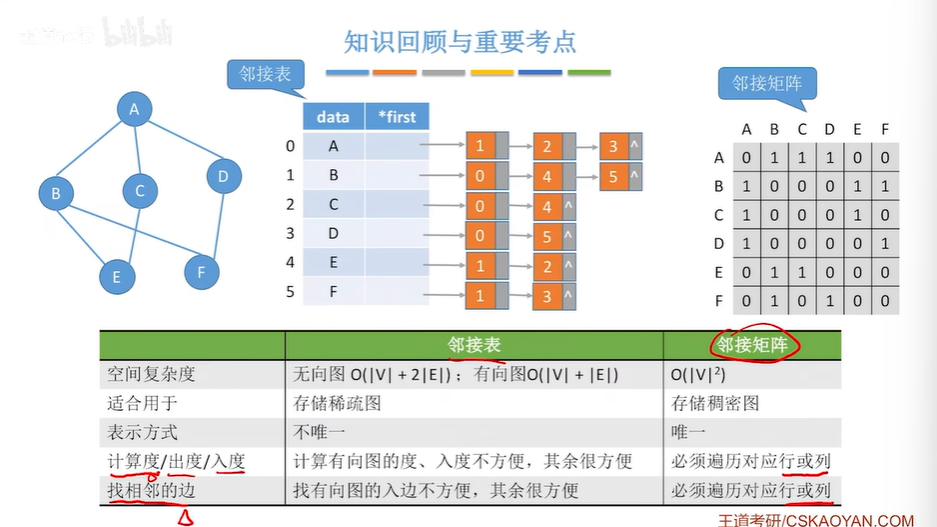 bilibili
知识回顾与重要考点
邻接表
邻接矩阵
A
B
C
D
E
F
data *first
0 A 1 2 3 ^
1 B 0 4 5 ^
2 C 0 4 ^
3 D 0 5 ^
4 E 1 2 ^
5 F 1 3 ^
A B C D E F
A 0 1 1 1 0 0
B 1 0 0 0 1 1
C 1 0 0 0 1 0
D 1 0 0 0 0 1
E 0 1 1 0 0 0
F 0 1 0 1 0 0
邻接表 邻接矩阵
空间复杂度 无向图 O(|V| + 2|E|)；有向图O(|V| + |E|) O(|V|²)
适合用于 存储稀疏图 存储稠密图
表示方式 不唯一 唯一
计算度/出度/入度 计算有向图的度、入度不方便，其余很方便 必须遍历对应行或列
找相邻的边 找有向图的入边不方便，其余很方便 必须遍历对应行或列
王道考研/CSKAOYAN.COM